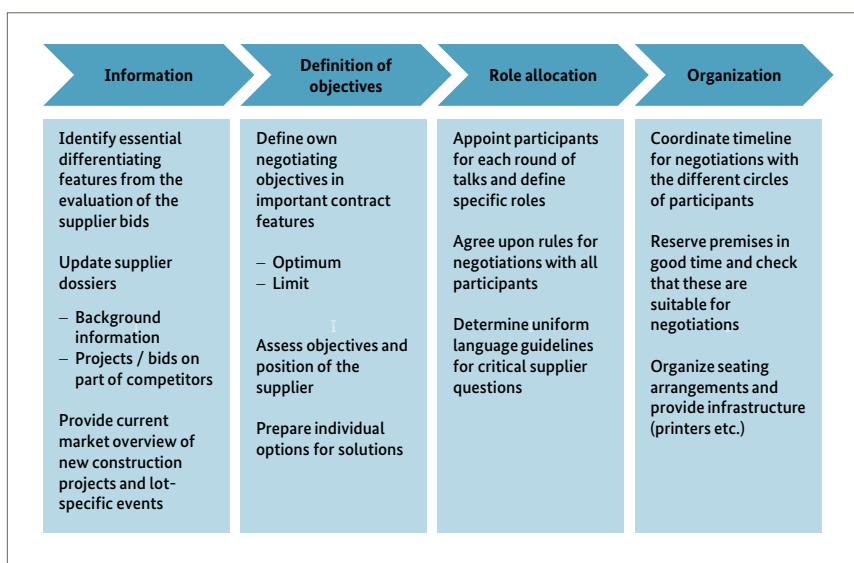 Information
Definition of
objectives
Role allocation
Organization
Identify essential
differentiating
features from the
evaluation of the
supplier bids
Update supplier
dossiers
– Background
information
– Projects / bids on
part of competitors
Provide current
market overview of
new construction
projects and lot-
specific events
Define own
negotiating
objectives in
important contract
features
– Optimum
– Limit
Assess objectives and
position of the
supplier
Prepare individual
options for solutions
Appoint participants
for each round of
talks and define
specific roles
Agree upon rules for
negotiations with all
participants
Determine uniform
language guidelines
for critical supplier
questions
Coordinate timeline
for negotiations with
the different circles
of participants
Reserve premises in
good time and check
that these are
suitable for
negotiations
Organize seating
arrangements and
provide infrastructure
(printers etc.)